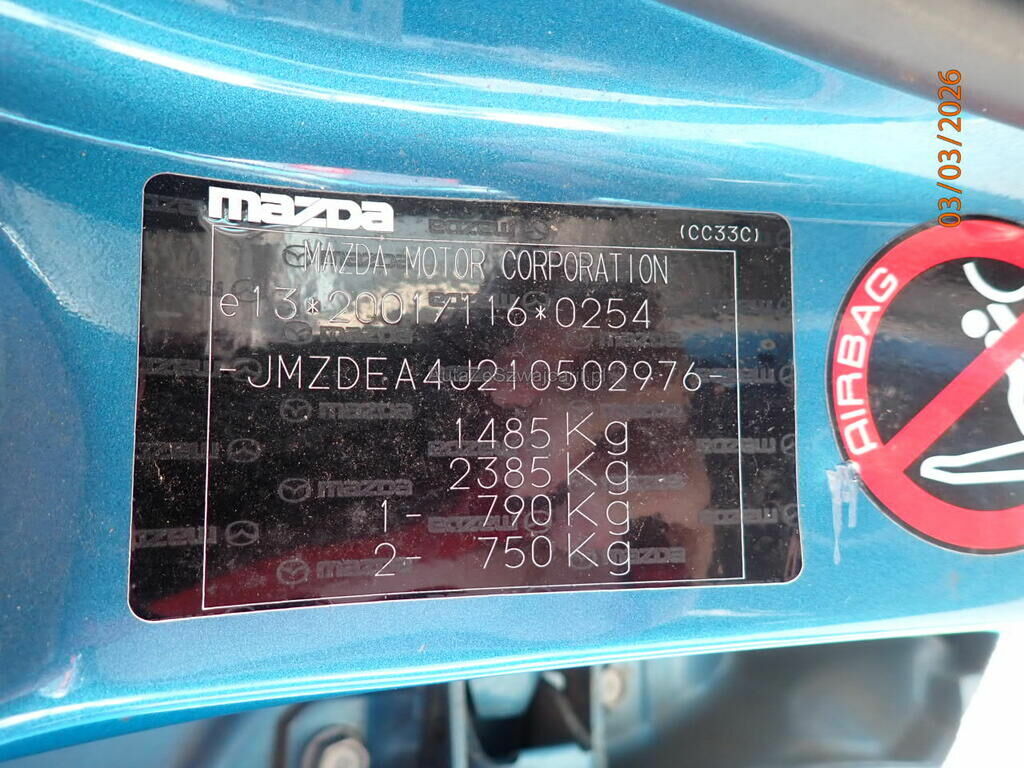 mazda
(CC33C)
MAZDA MOTOR CORPORATION
e13*2001?116*0254
-JMZDEA4J210502976-
1485 Kg
2385 Kg
1- 790 Kg
2- 750 Kg
AIRBAG
03/03/2026